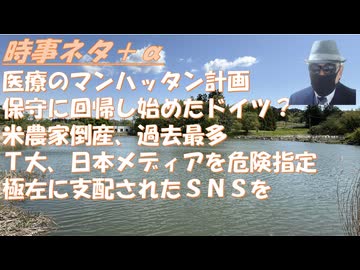 時事ネタ＋α
医療のマンハッタン計画
保守に回帰し始めたドイツ？
米農家倒産、過去最多
Ｔ大、日本メディアを危険指定
極左に支配されたＳＮＳを